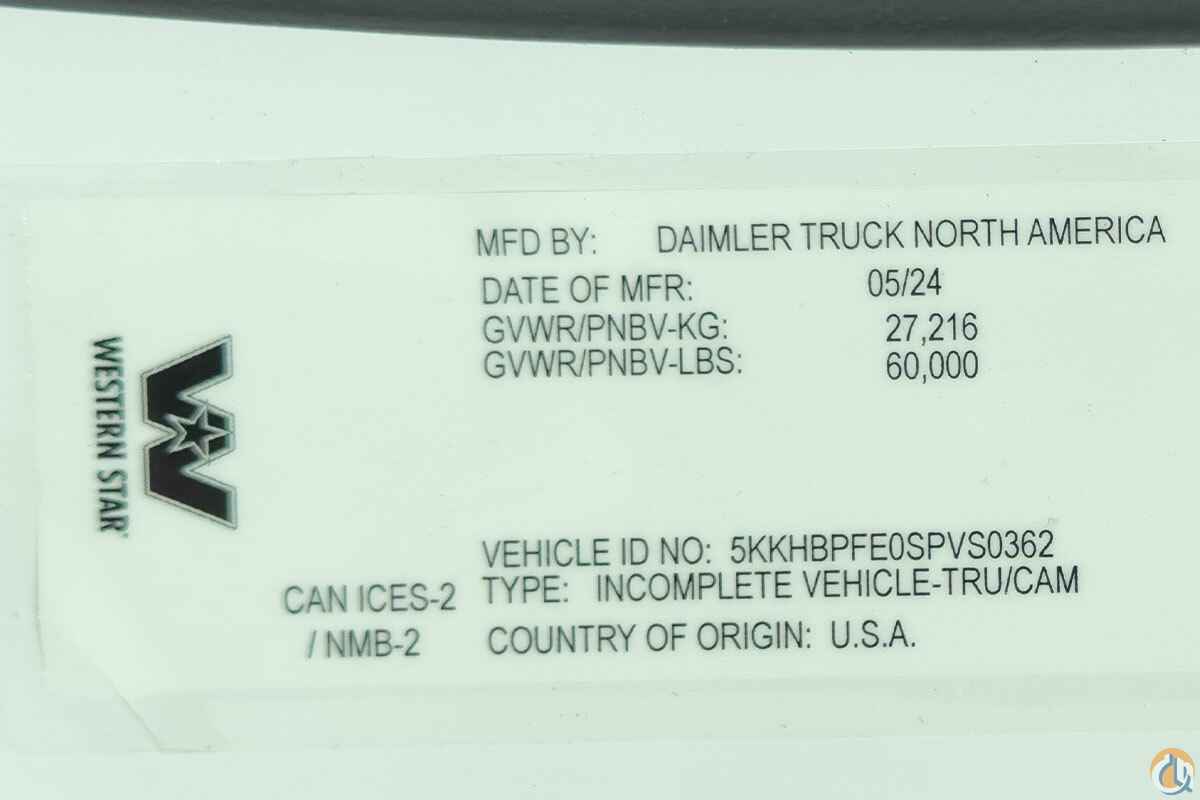 MFD BY: DAIMLER TRUCK NORTH AMERICA
DATE OF MFR: 05/24
GVWR/PNBV-KG: 27,216
GVWR/PNBV-LBS: 60,000
WESTERN STAR
VEHICLE ID NO: 5KKHBPFE0SPVS0362
TYPE: INCOMPLETE VEHICLE-TRU/CAM
CAN ICES-2
/ NMB-2
COUNTRY OF ORIGIN: U.S.A.